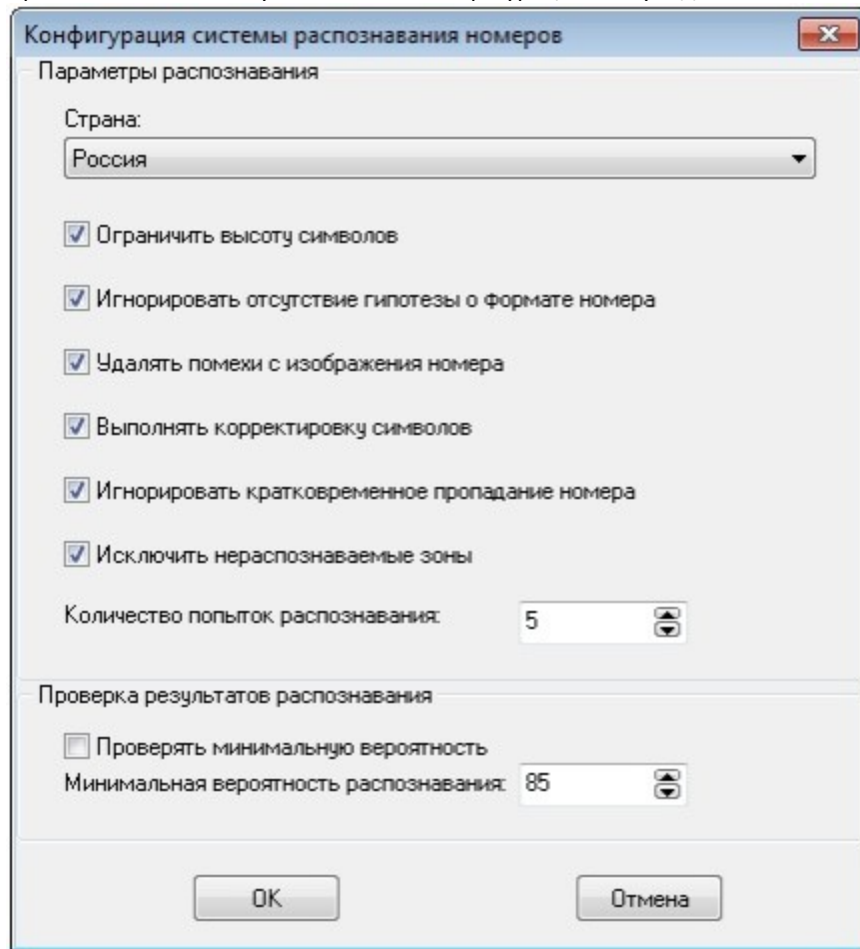 Конфигурация системы распознавания номеров
Параметры распознавания
Страна:
Россия
Ограничить высоту символов
Игнорировать отсутствие гипотезы о формате номера
Удалять помехи с изображения номера
Выполнять корректировку символов
Игнорировать кратковременное пропадание номера
Исключить нераспознаваемые зоны
Количество попыток распознавания: 5
Проверка результатов распознавания
Проверять минимальную вероятность
Минимальная вероятность распознавания: 85
OK Отмена